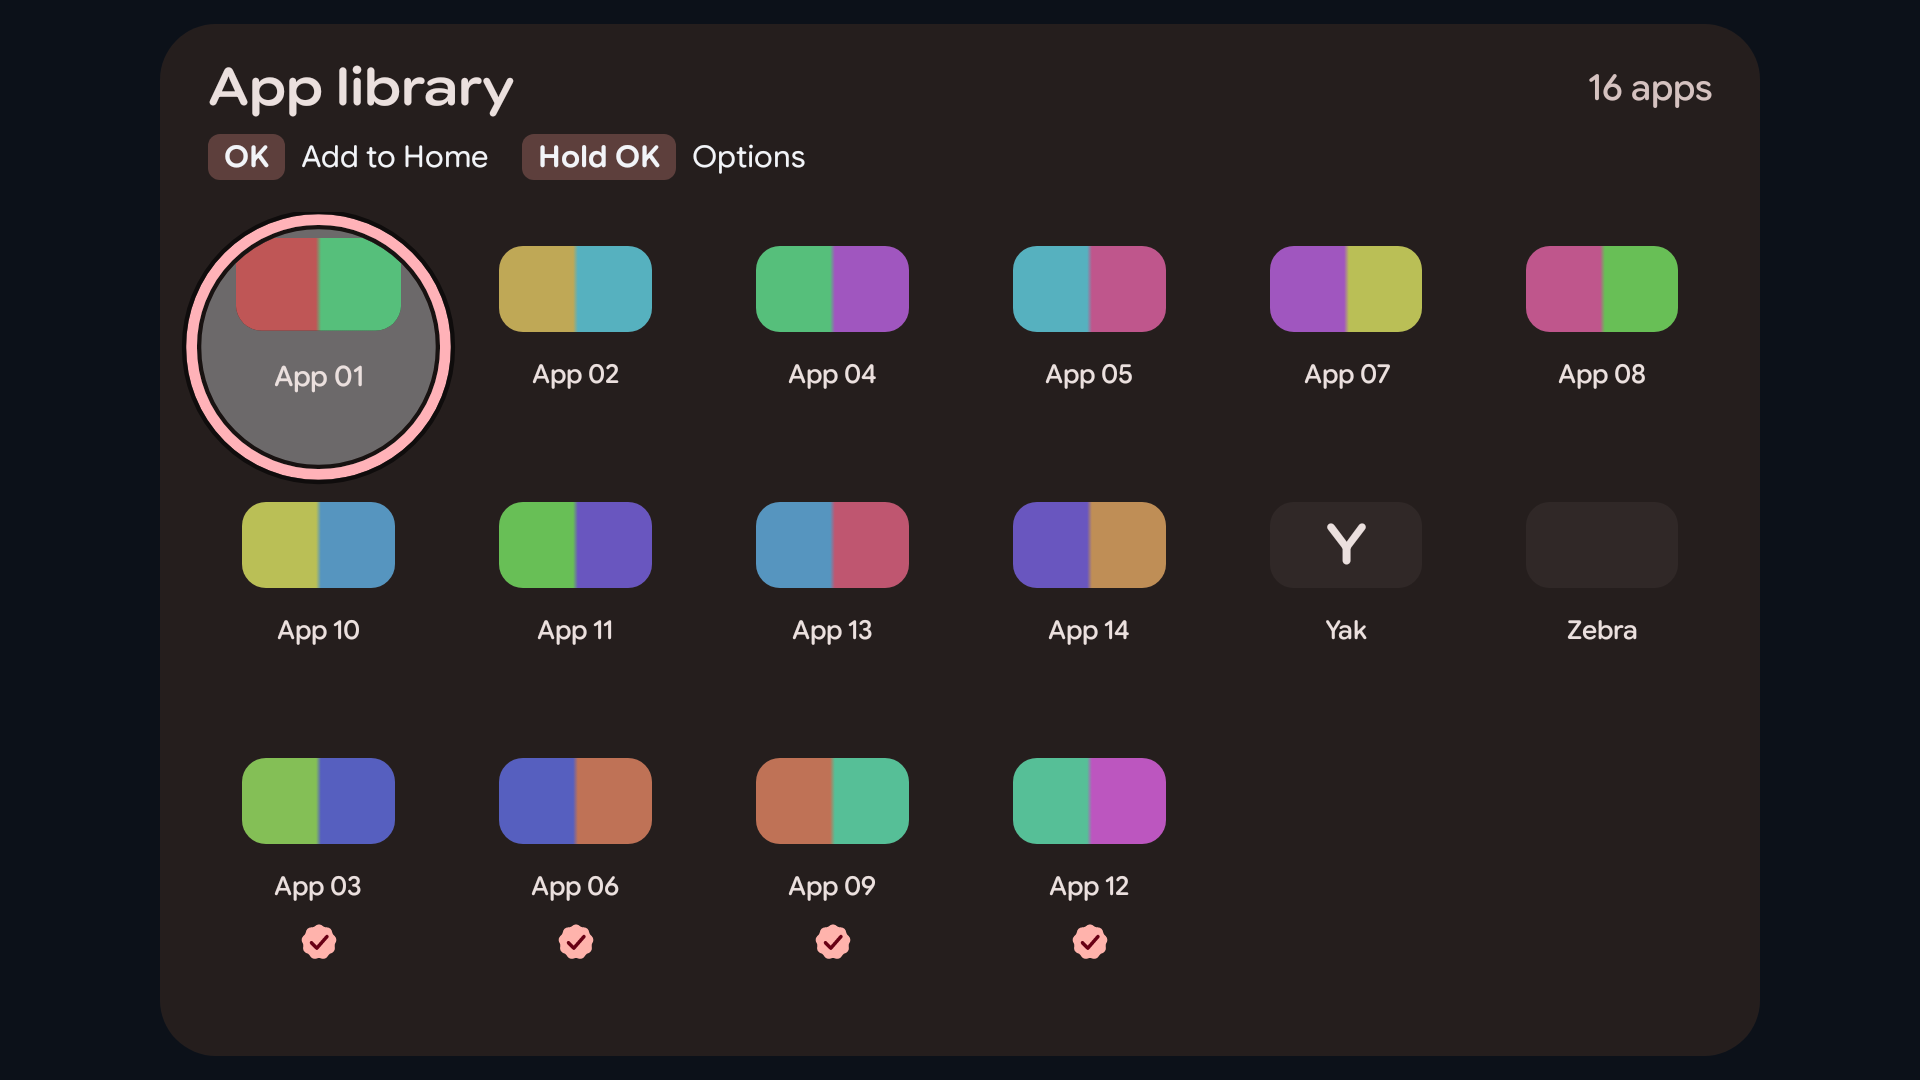 App library
16 apps
OK Add to Home Hold OK Options
App 01 App 02 App 04 App 05 App 07 App 08
Y
App 10 App 11 App 13 App 14 Yak Zebra
App 03 App 06 App 09 App 12